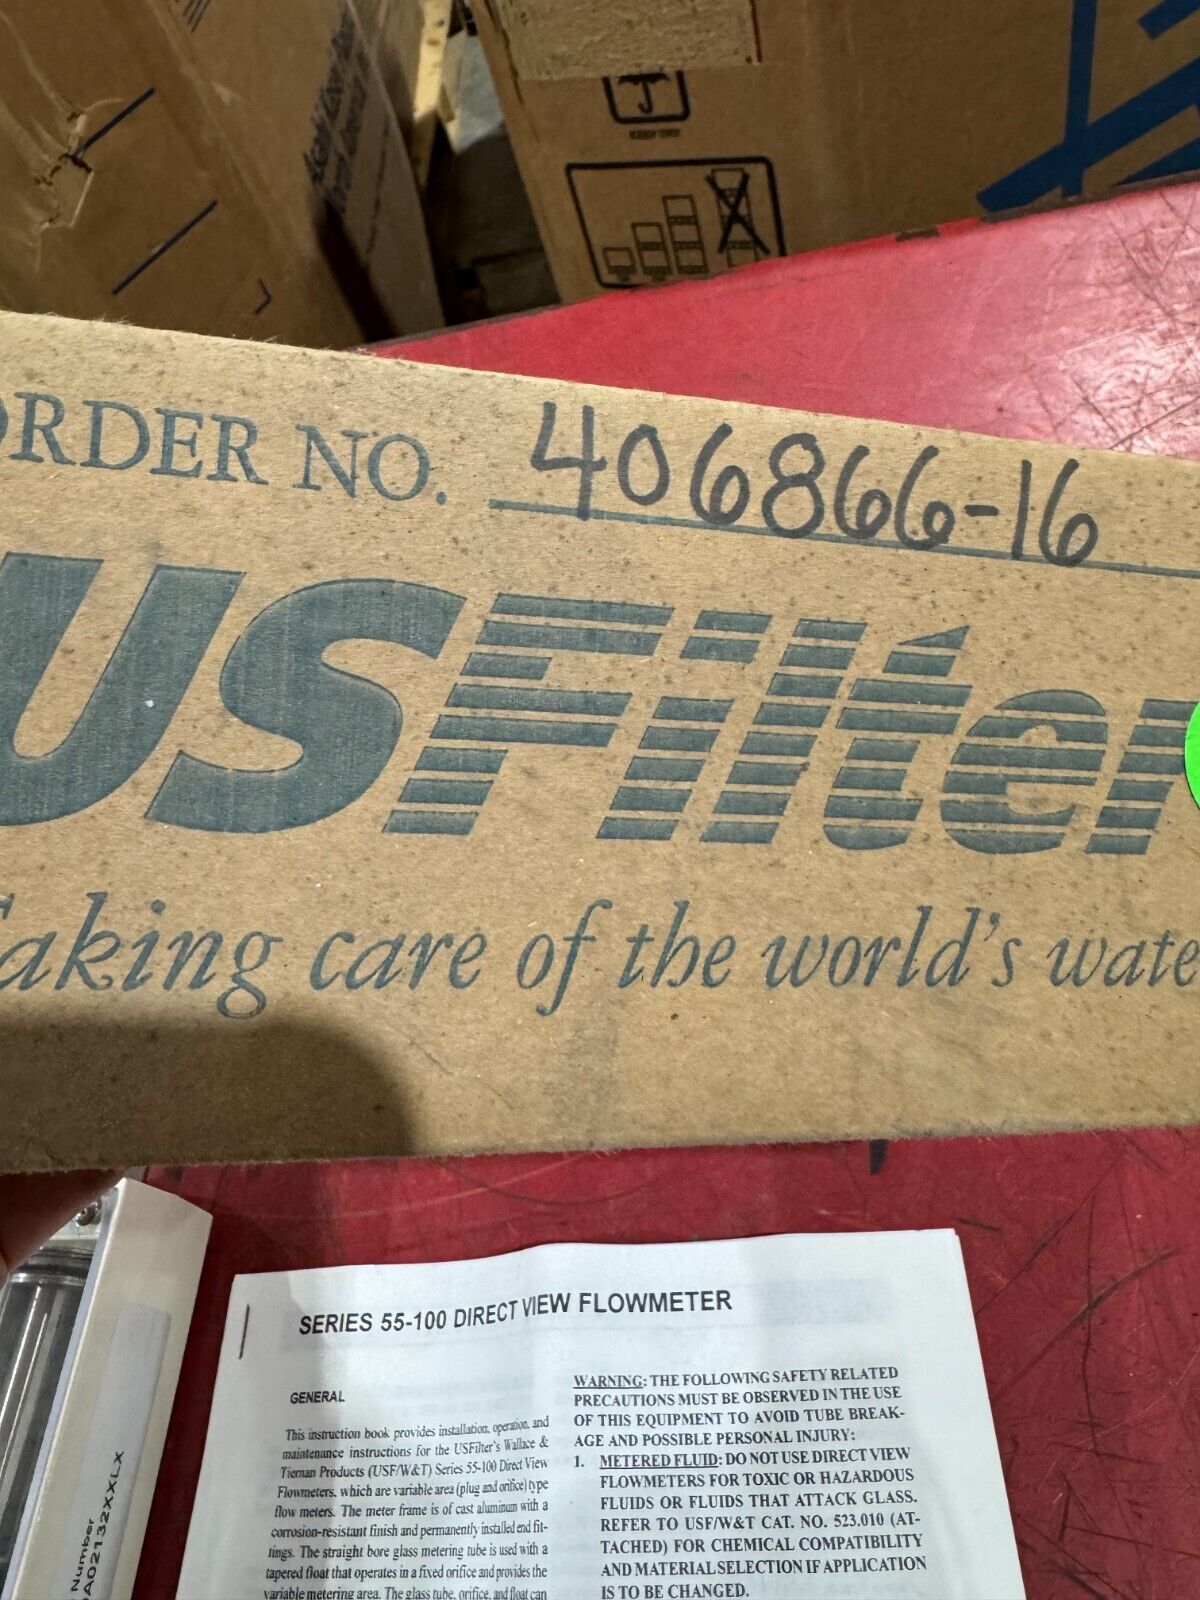 ORDER NO. 406866-16
USFilter
Taking care of the world's wate
SERIES 55-100 DIRECT VIEW FLOWMETER
GENERAL
This instruction book provides installation, operation, and
maintenance instructions for the USFilter's Wallace &
Tiernan Products (USF/W&T) Series 55-100 Direct View
Flowmeters, which are variable area (plug and orifice) type
flow meters. The meter frame is of cast aluminum with a
corrosion-resistant finish and permanently installed end fit-
tings. The straight bore glass metering tube is used with a
tapered float that operates in a fixed orifice and provides the
variable metering area. The glass tube, orifice, and float can
WARNING: THE FOLLOWING SAFETY RELATED
PRECAUTIONS MUST BE OBSERVED IN THE USE
OF THIS EQUIPMENT TO AVOID TUBE BREAK-
AGE AND POSSIBLE PERSONAL INJURY:
1. METERED FLUID: DO NOT USE DIRECT VIEW
FLOWMETERS FOR TOXIC OR HAZARDOUS
FLUIDS OR FLUIDS THAT ATTACK GLASS.
REFER TO USF/W&T CAT. NO. 523.010 (AT-
TACHED) FOR CHEMICAL COMPATIBILITY
AND MATERIAL SELECTION IF APPLICATION
IS TO BE CHANGED.
Number
A02132XXLX